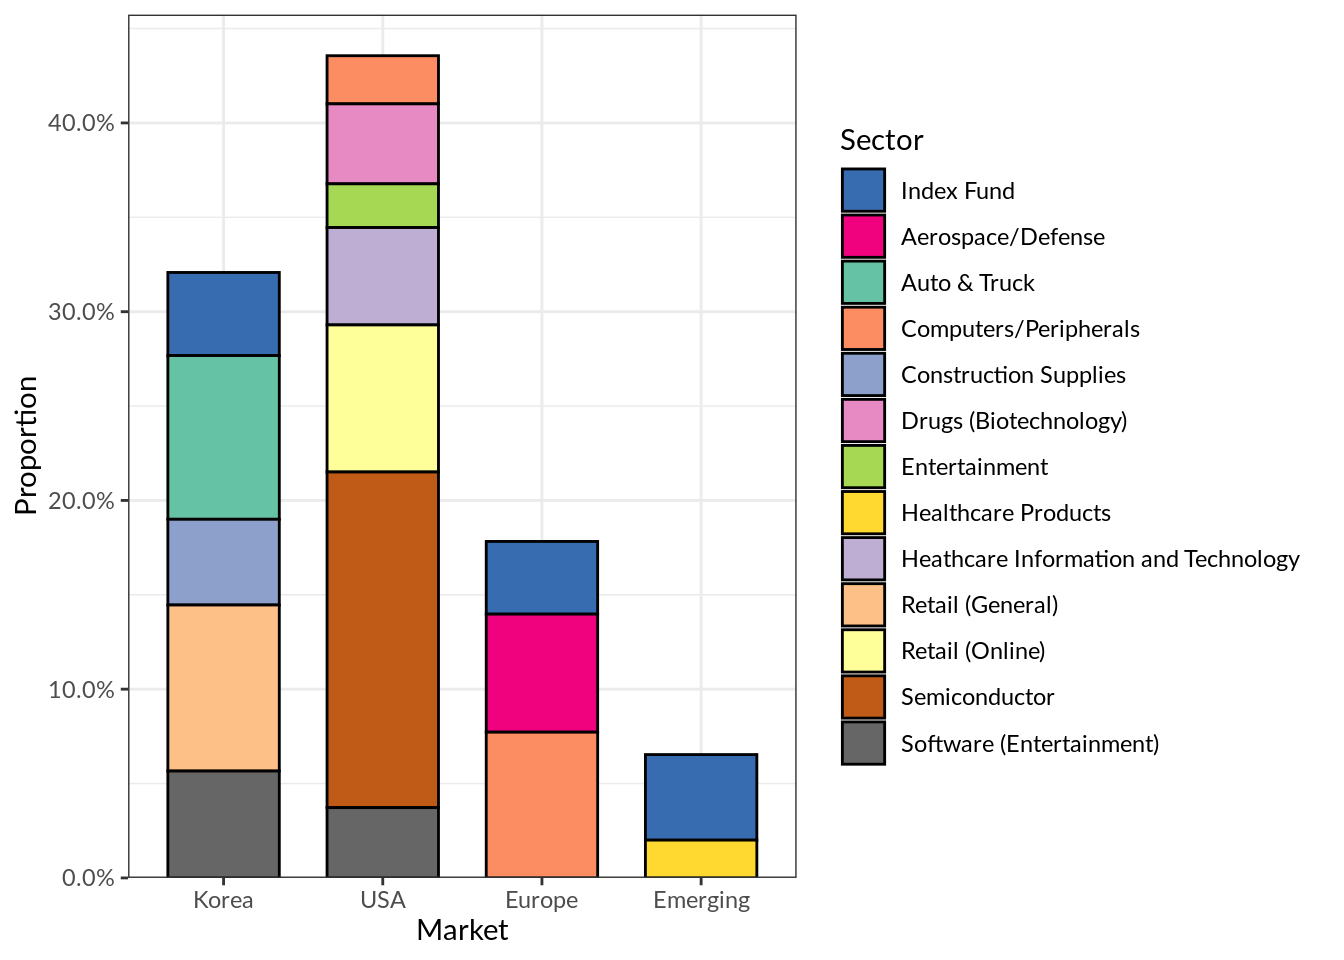 Proportion
40.0%
30.0%
20.0%
10.0%
0.0%
Korea
USA
Europe
Emerging
Market
Sector
Index Fund
Aerospace/Defense
Auto & Truck
Computers/Peripherals
Construction Supplies
Drugs (Biotechnology)
Entertainment
Healthcare Products
Heathcare Information and Technology
Retail (General)
Retail (Online)
Semiconductor
Software (Entertainment)